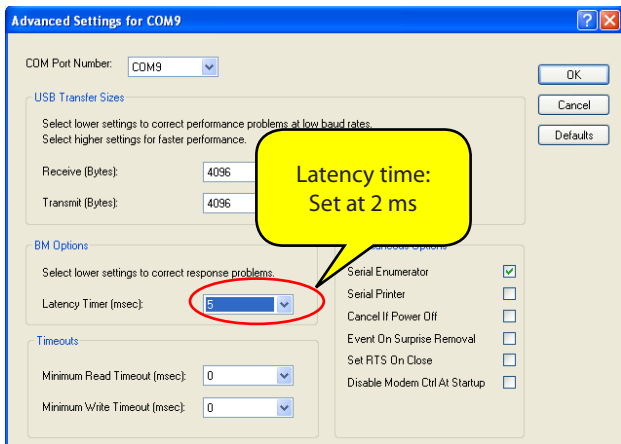 Advanced Settings for COM9
COM Port Number: COM9
OK
Cancel
Defaults
USB Transfer Sizes
Select lower settings to correct performance problems at low baud rates.
Select higher settings for faster performance.
Receive (Bytes): 4096
Transmit (Bytes): 4096
Latency time:
Set at 2 ms
BM Options
Select lower settings to correct response problems.
Latency Timer (msec): 5
Timeouts
Minimum Read Timeout (msec): 0
Minimum Write Timeout (msec): 0
Options
Serial Enumerator
Serial Printer
Cancel If Power Off
Event On Surprise Removal
Set RTS On Close
Disable Modem Ctrl At Startup